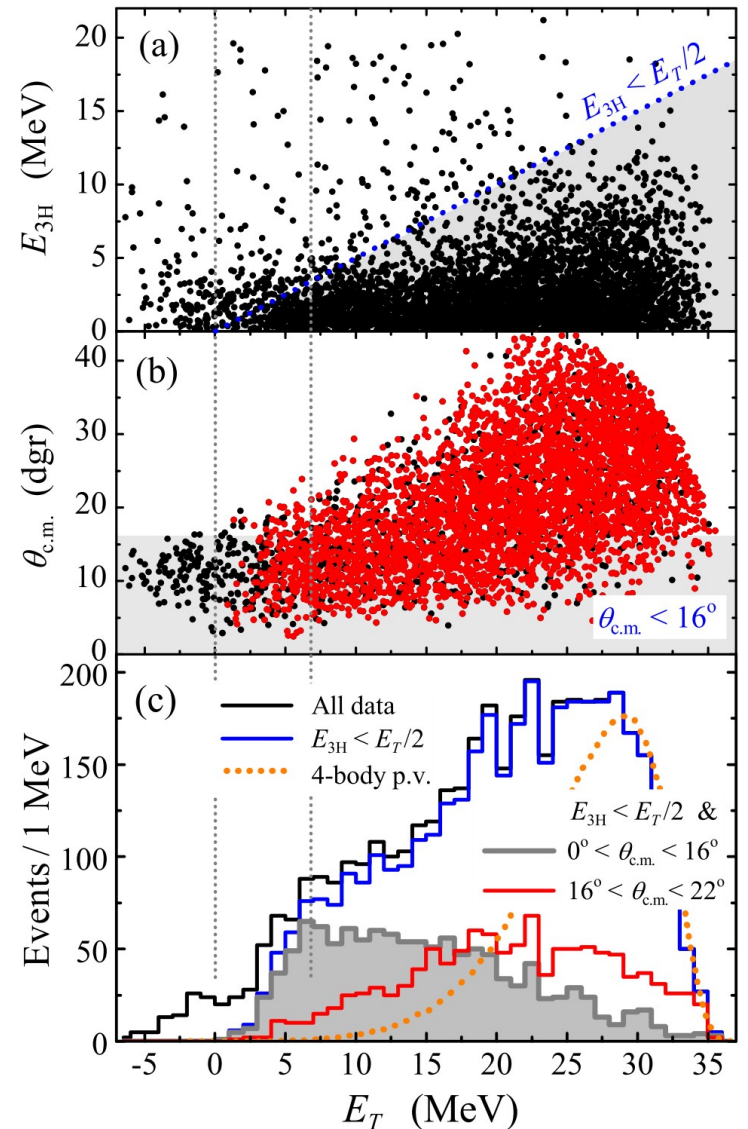 (a)
E3H < ET/2
E3H (MeV)
20
15
10
5
0
(b)
θc.m. (dgr)
40
30
20
10
0
θc.m. < 16°
(c)
All data
E3H < ET/2
4-body p.v.
E3H < ET/2 &
0° < θc.m. < 16°
16° < θc.m. < 22°
Events / 1 MeV
200
150
100
50
0
-5 0 5 10 15 20 25 30 35
ET (MeV)